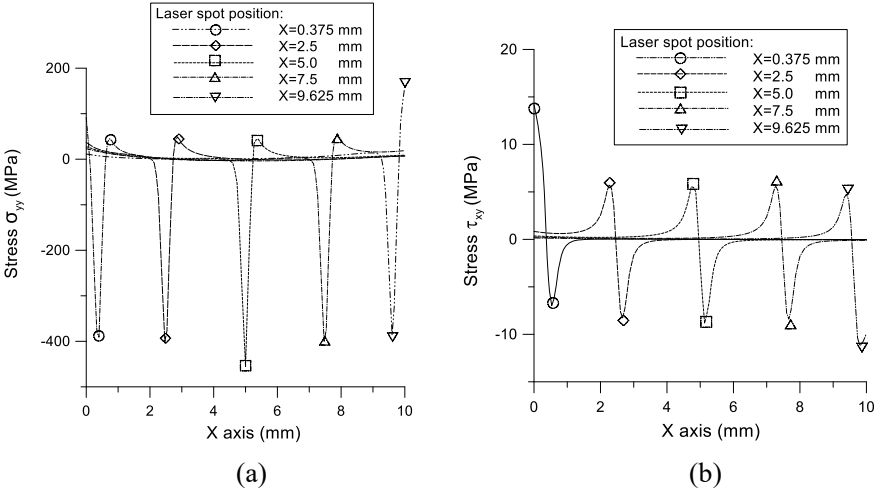 Laser spot position:
X=0.375 mm
X=2.5 mm
X=5.0 mm
X=7.5 mm
X=9.625 mm
200
0
-200
-400
Stress σyy (MPa)
0 2 4 6 8 10
X axis (mm)
(a)
Laser spot position:
X=0.375 mm
X=2.5 mm
X=5.0 mm
X=7.5 mm
X=9.625 mm
20
10
0
-10
Stress τxy (MPa)
0 2 4 6 8 10
X axis (mm)
(b)